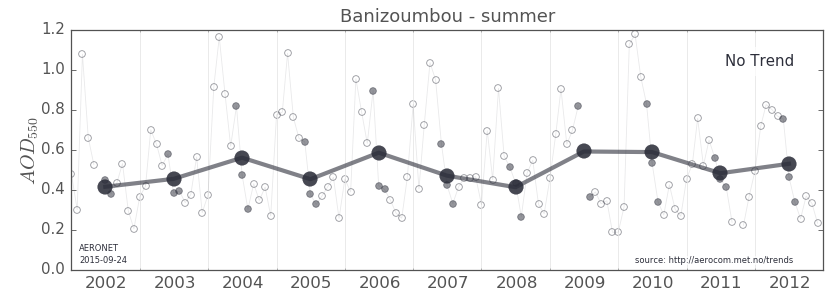 Banizoumbou - summer
No Trend
AOD550
1.2
1.0
0.8
0.6
0.4
0.2
0.0
AERONET
2015-09-24
source: http://aerocom.met.no/trends
2002 2003 2004 2005 2006 2007 2008 2009 2010 2011 2012